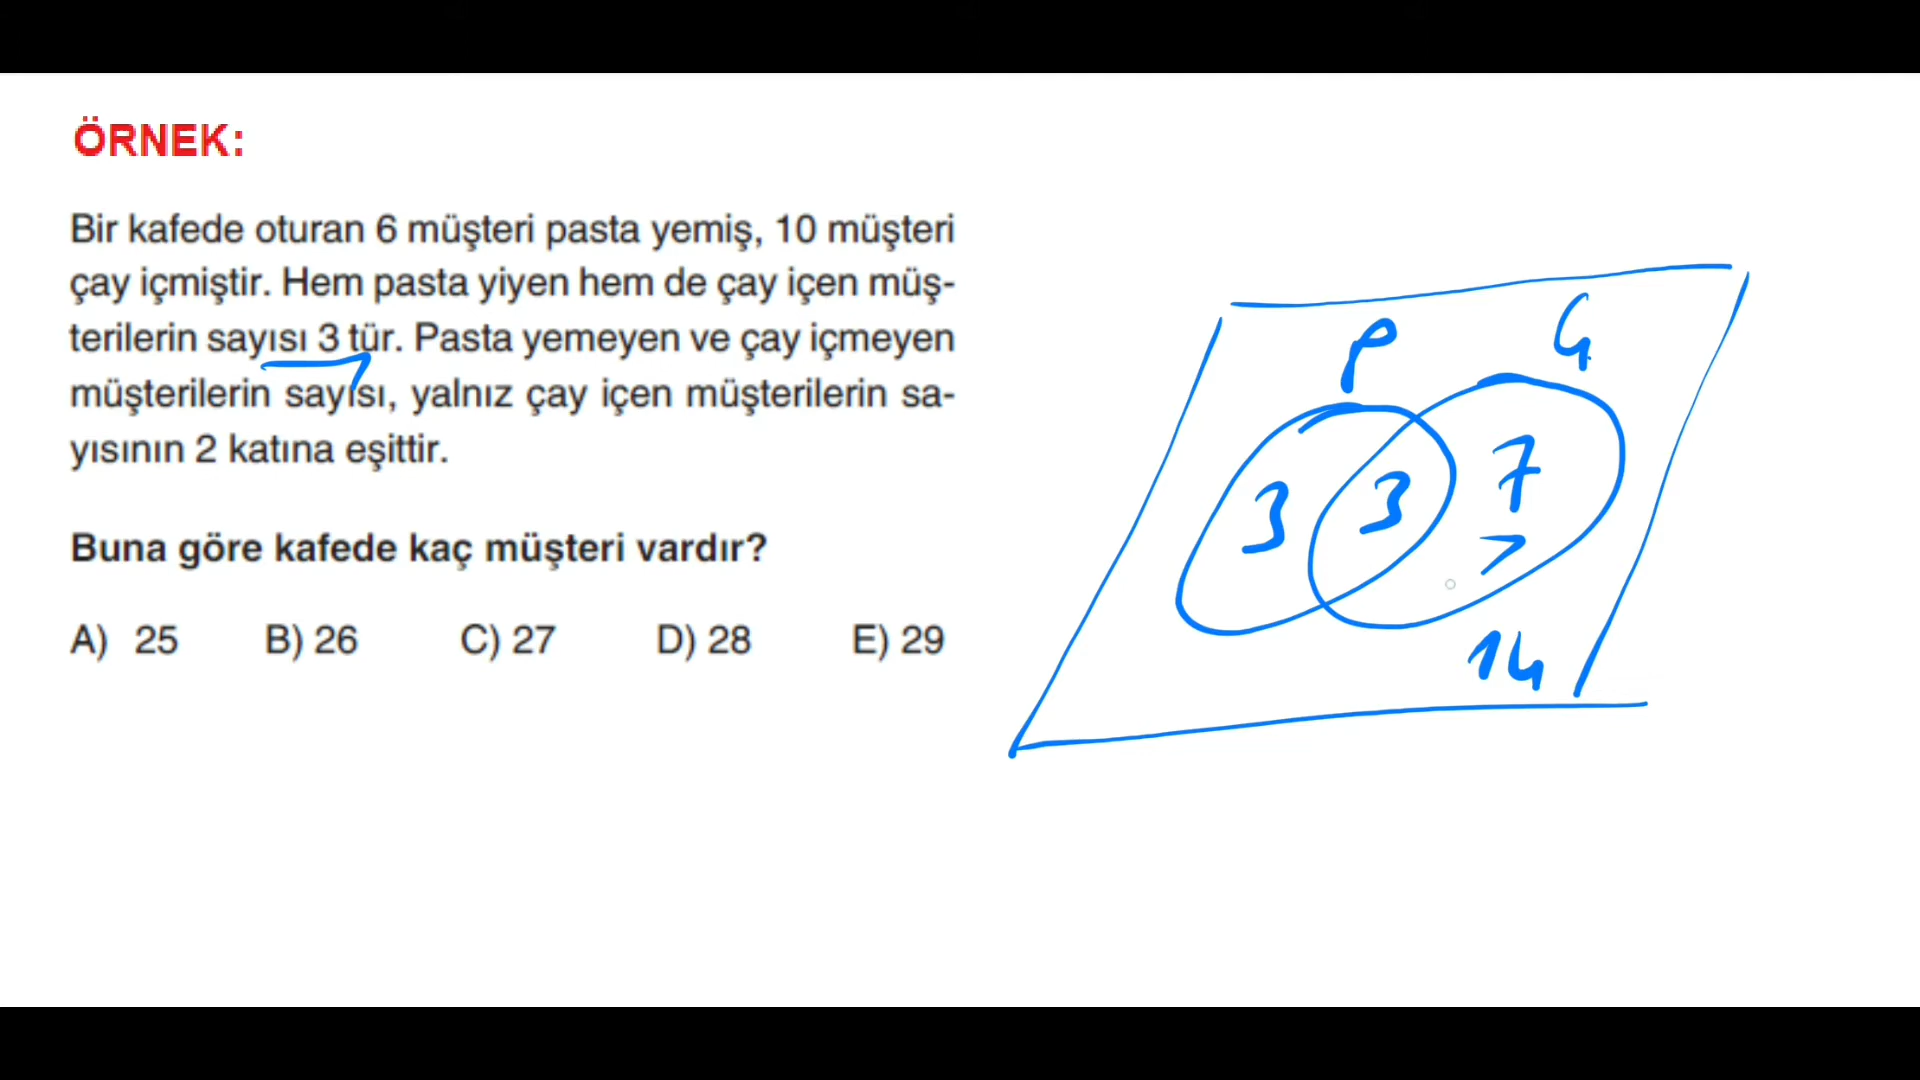 ÖRNEK:
Bir kafede oturan 6 müşteri pasta yemiş, 10 müşteri
çay içmiştir. Hem pasta yiyen hem de çay içen müş-
terilerin sayısı 3 tür. Pasta yemeyen ve çay içmeyen
müşterilerin sayısı, yalnız çay içen müşterilerin sa-
yısının 2 katına eşittir.
Buna göre kafede kaç müşteri vardır?
A) 25 B) 26 C) 27 D) 28 E) 29
P Ç
3 3 7
14